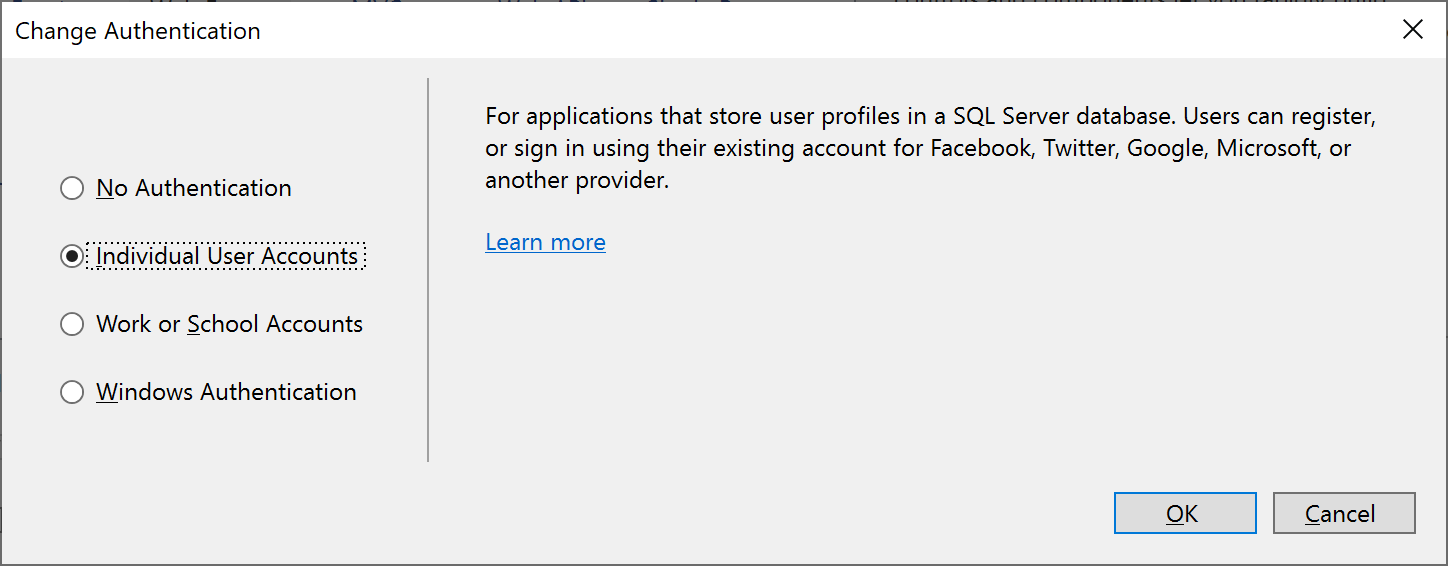 Change Authentication
No Authentication
Individual User Accounts
Work or School Accounts
Windows Authentication
For applications that store user profiles in a SQL Server database. Users can register,
or sign in using their existing account for Facebook, Twitter, Google, Microsoft, or
another provider.
Learn more
OK
Cancel